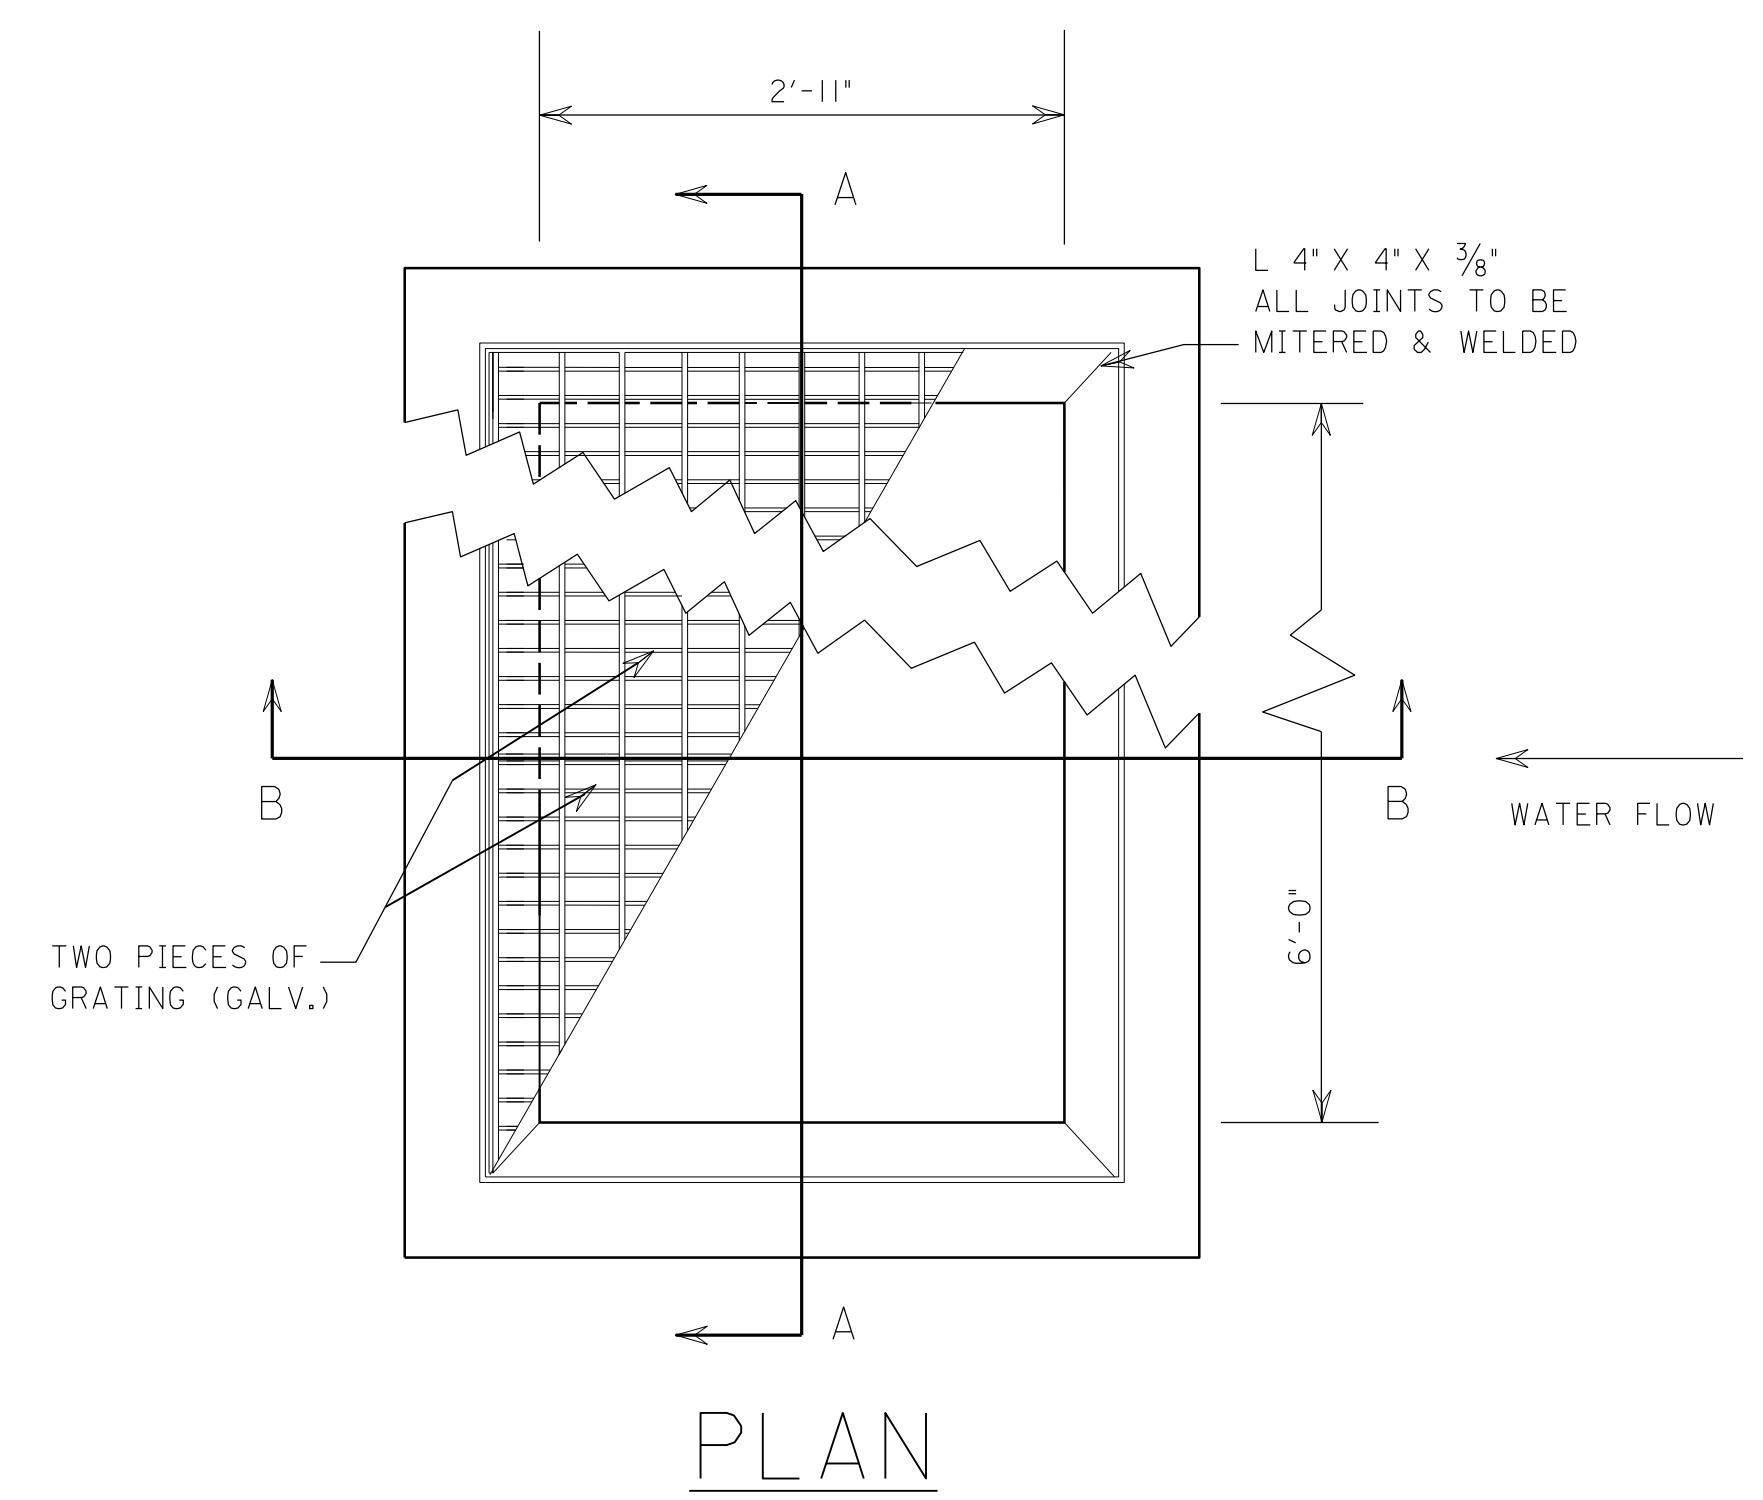 2'-11"
A
L 4" X 4" X 3/8"
ALL JOINTS TO BE
MITERED & WELDED
B
B
WATER FLOW
6'-0"
TWO PIECES OF
GRATING (GALV.)
A
PLAN